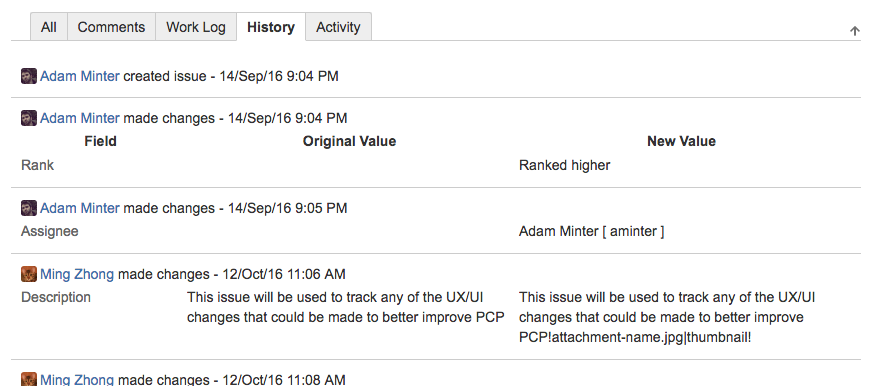 All Comments Work Log History Activity
Adam Minter created issue - 14/Sep/16 9:04 PM
Adam Minter made changes - 14/Sep/16 9:04 PM
Field Original Value New Value
Rank Ranked higher
Adam Minter made changes - 14/Sep/16 9:05 PM
Assignee Adam Minter [ aminter ]
Ming Zhong made changes - 12/Oct/16 11:06 AM
Description This issue will be used to track any of the UX/UI This issue will be used to track any of the UX/UI
changes that could be made to better improve PCP changes that could be made to better improve
PCP!attachment-name.jpg|thumbnail!
Ming Zhong made changes - 12/Oct/16 11:08 AM